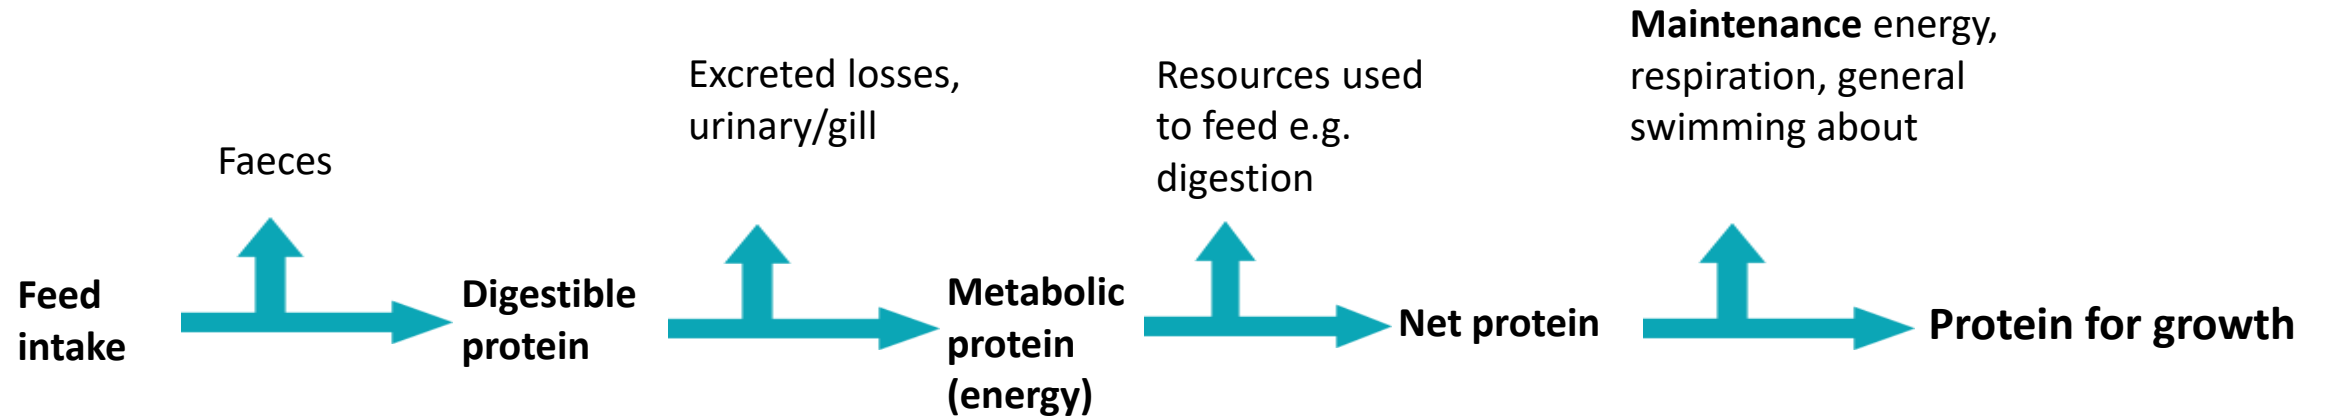 Faeces
Excreted losses,
urinary/gill
Resources used
to feed e.g.
digestion
Maintenance energy,
respiration, general
swimming about
Feed
intake
Digestible
protein
Metabolic
protein
(energy)
Net protein
Protein for growth